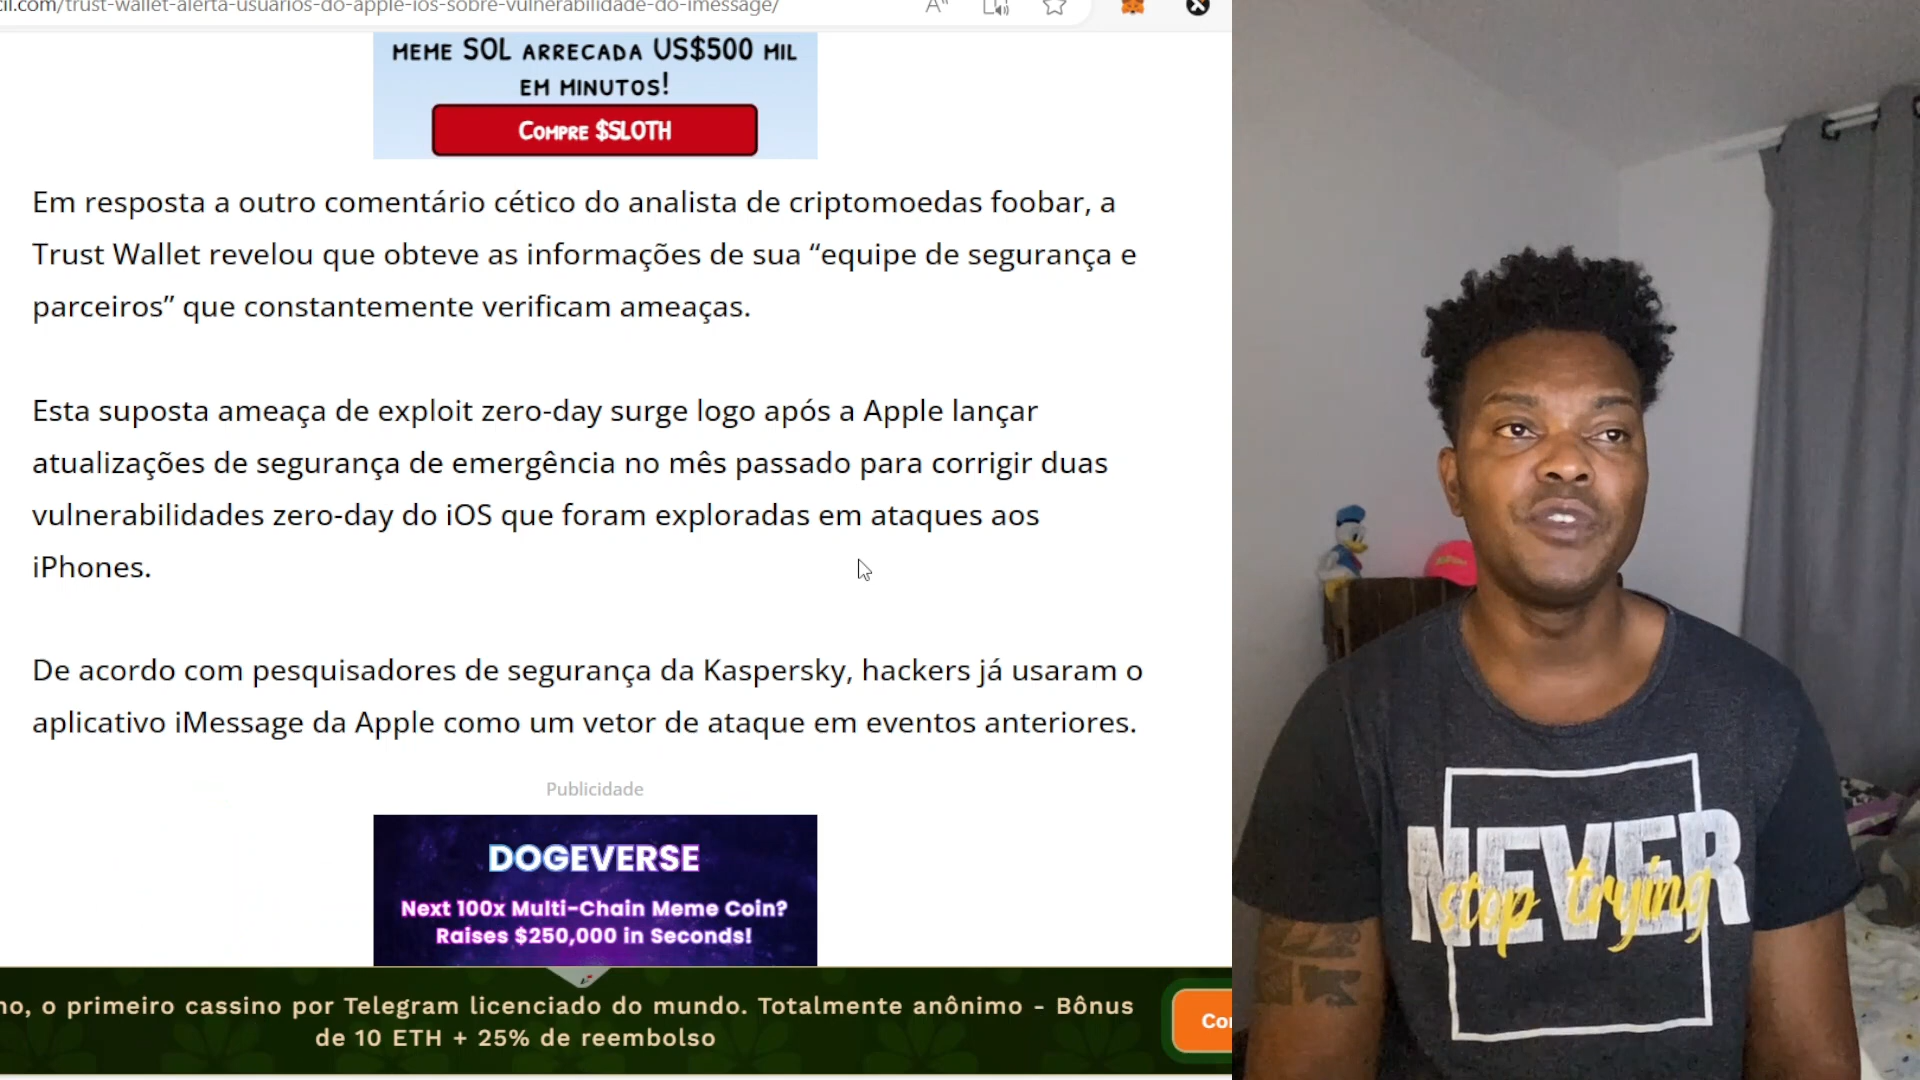 cil.com/trust-wallet-alerta-usuarios-do-apple-ios-sobre-vulnerabilidade-do-imessage/
MEME SOL ARRECADA US$500 MIL
EM MINUTOS!
COMPRE $SLOTH
Em resposta a outro comentário cético do analista de criptomoedas foobar, a
Trust Wallet revelou que obteve as informações de sua “equipe de segurança e
parceiros” que constantemente verificam ameaças.
Esta suposta ameaça de exploit zero-day surge logo após a Apple lançar
atualizações de segurança de emergência no mês passado para corrigir duas
vulnerabilidades zero-day do iOS que foram exploradas em ataques aos
iPhones.
De acordo com pesquisadores de segurança da Kaspersky, hackers já usaram o
aplicativo iMessage da Apple como um vetor de ataque em eventos anteriores.
Publicidade
DOGEVERSE
Next 100x Multi-Chain Meme Coin?
Raises $250,000 in Seconds!
no, o primeiro cassino por Telegram licenciado do mundo. Totalmente anônimo - Bônus
de 10 ETH + 25% de reembolso
NEVER
stop trying